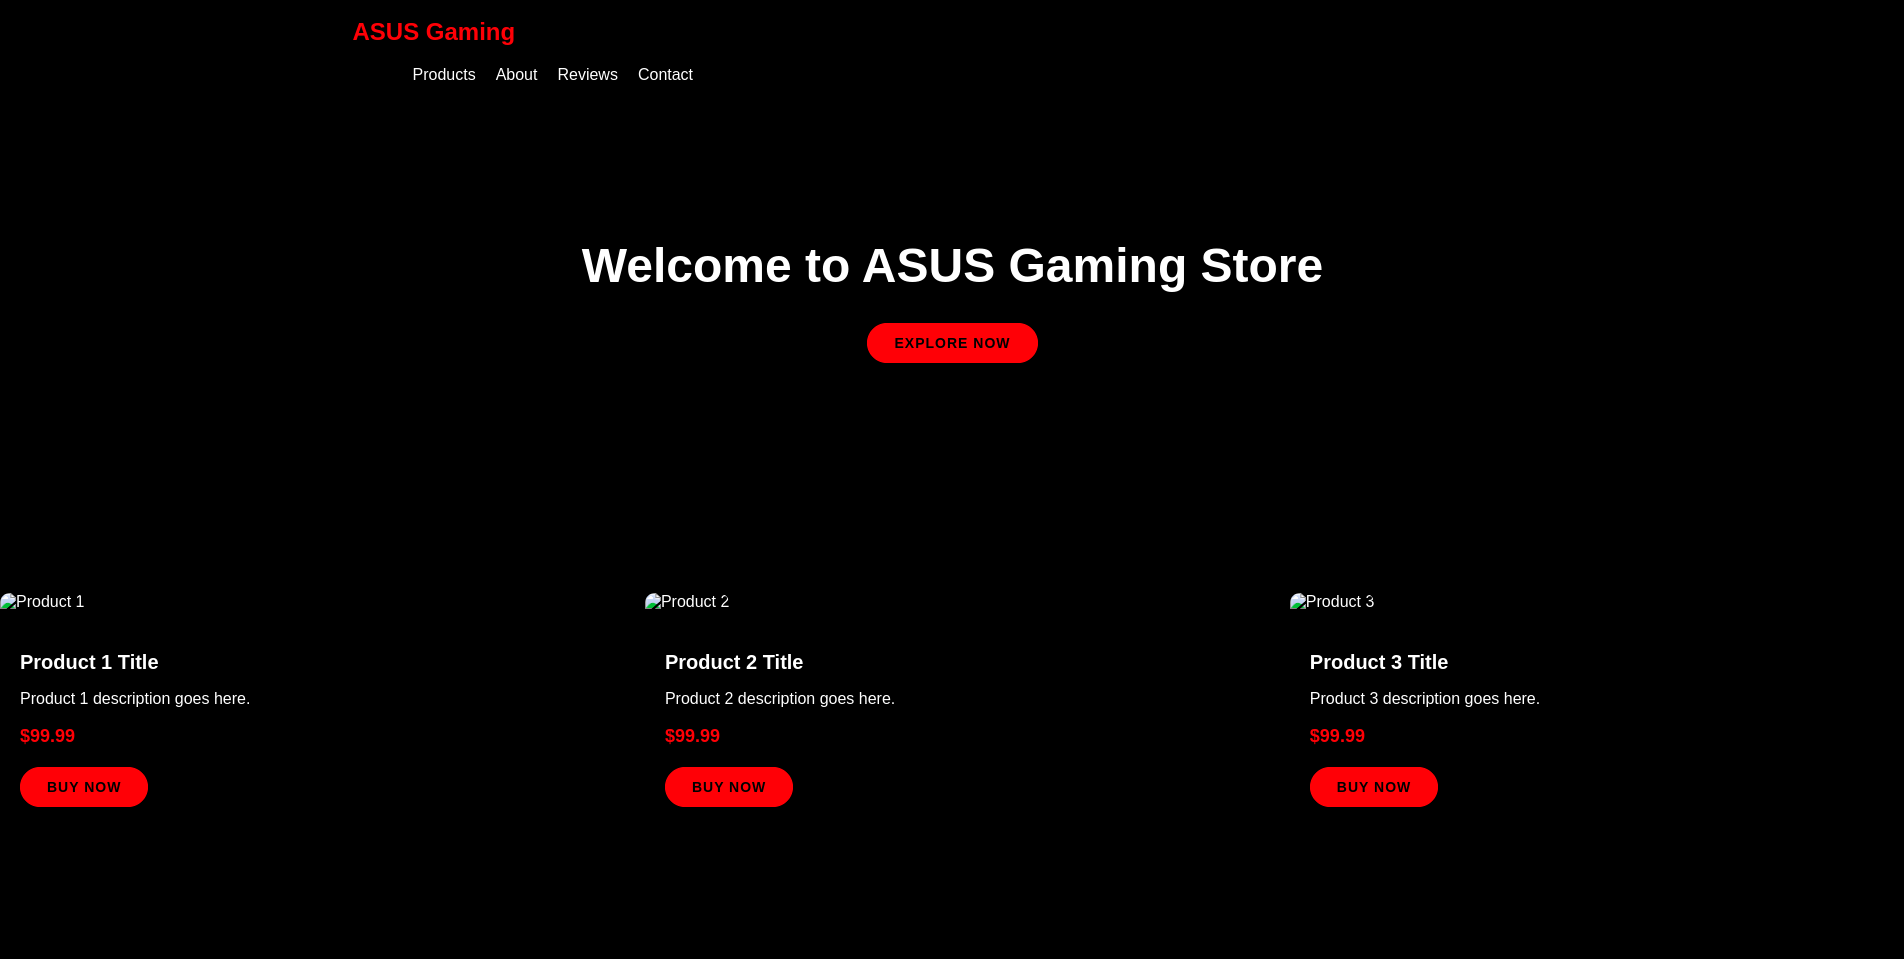 ASUS Gaming
Products About Reviews Contact
Welcome to ASUS Gaming Store
EXPLORE NOW
Product 1 Product 2 Product 3
Product 1 Title Product 2 Title Product 3 Title
Product 1 description goes here. Product 2 description goes here. Product 3 description goes here.
$99.99 $99.99 $99.99
BUY NOW BUY NOW BUY NOW